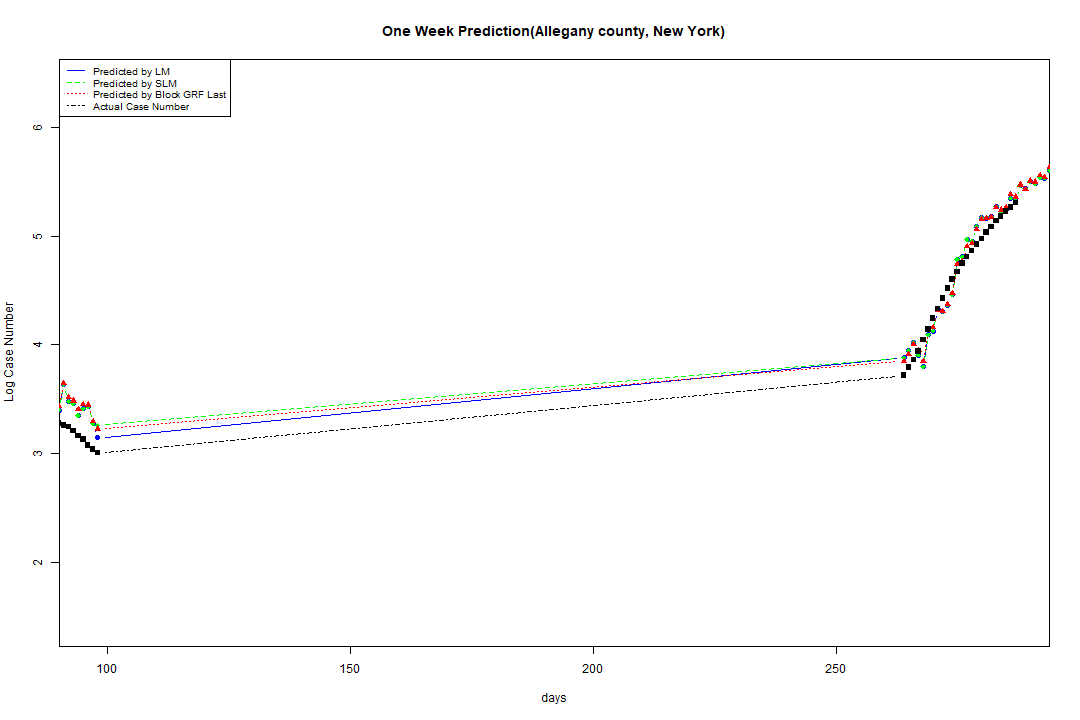 One Week Prediction(Allegany county, New York)
Predicted by LM
Predicted by SLM
Predicted by Block GRF Last
Actual Case Number
6
5
4
3
2
Log Case Number
100
150
200
250
days